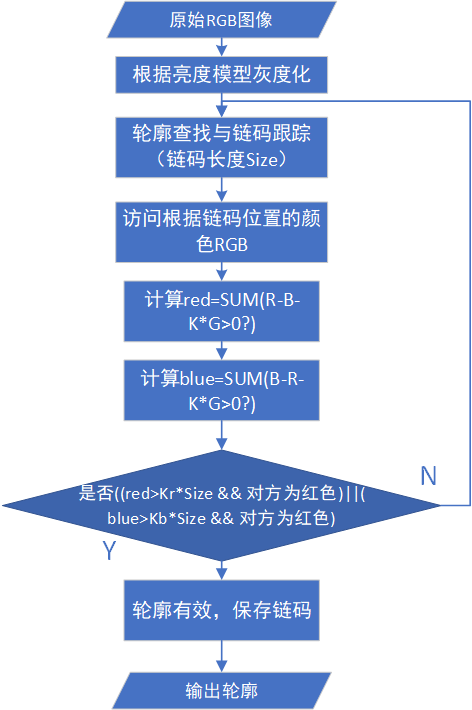 原始RGB图像
根据亮度模型灰度化
轮廓查找与链码跟踪
（链码长度Size）
访问根据链码位置的颜
色RGB
计算red=SUM(R-B-
K*G>0?)
计算blue=SUM(B-R-
K*G>0?)
是否((red>Kr*Size && 对方为红色)||(
blue>Kb*Size && 对方为红色)
N
Y
轮廓有效，保存链码
输出轮廓